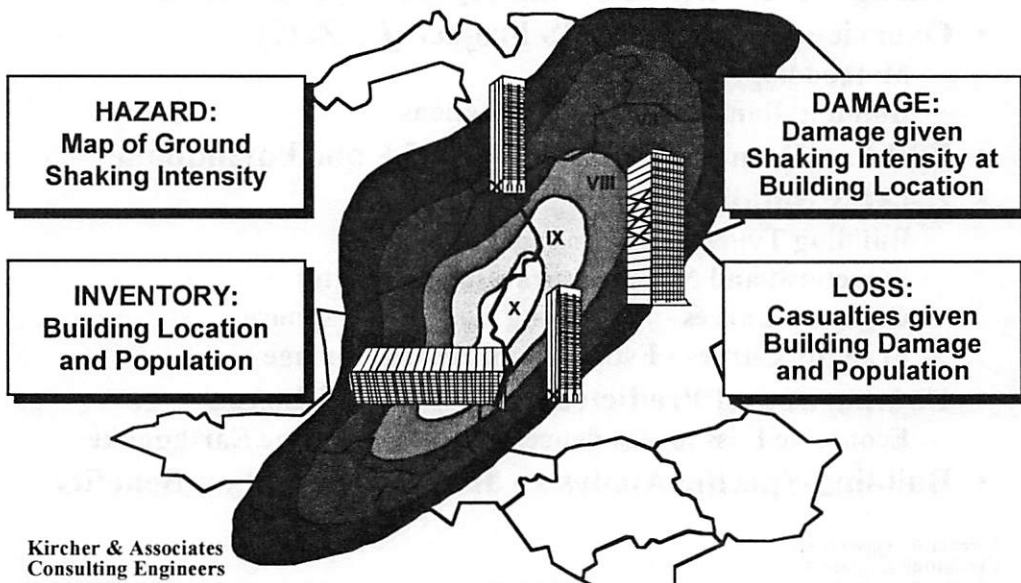 HAZARD:
Map of Ground
Shaking Intensity
DAMAGE:
Damage given
Shaking Intensity at
Building Location
VIII
IX
X
INVENTORY:
Building Location
and Population
LOSS:
Casualties given
Building Damage
and Population
Kircher & Associates
Consulting Engineers